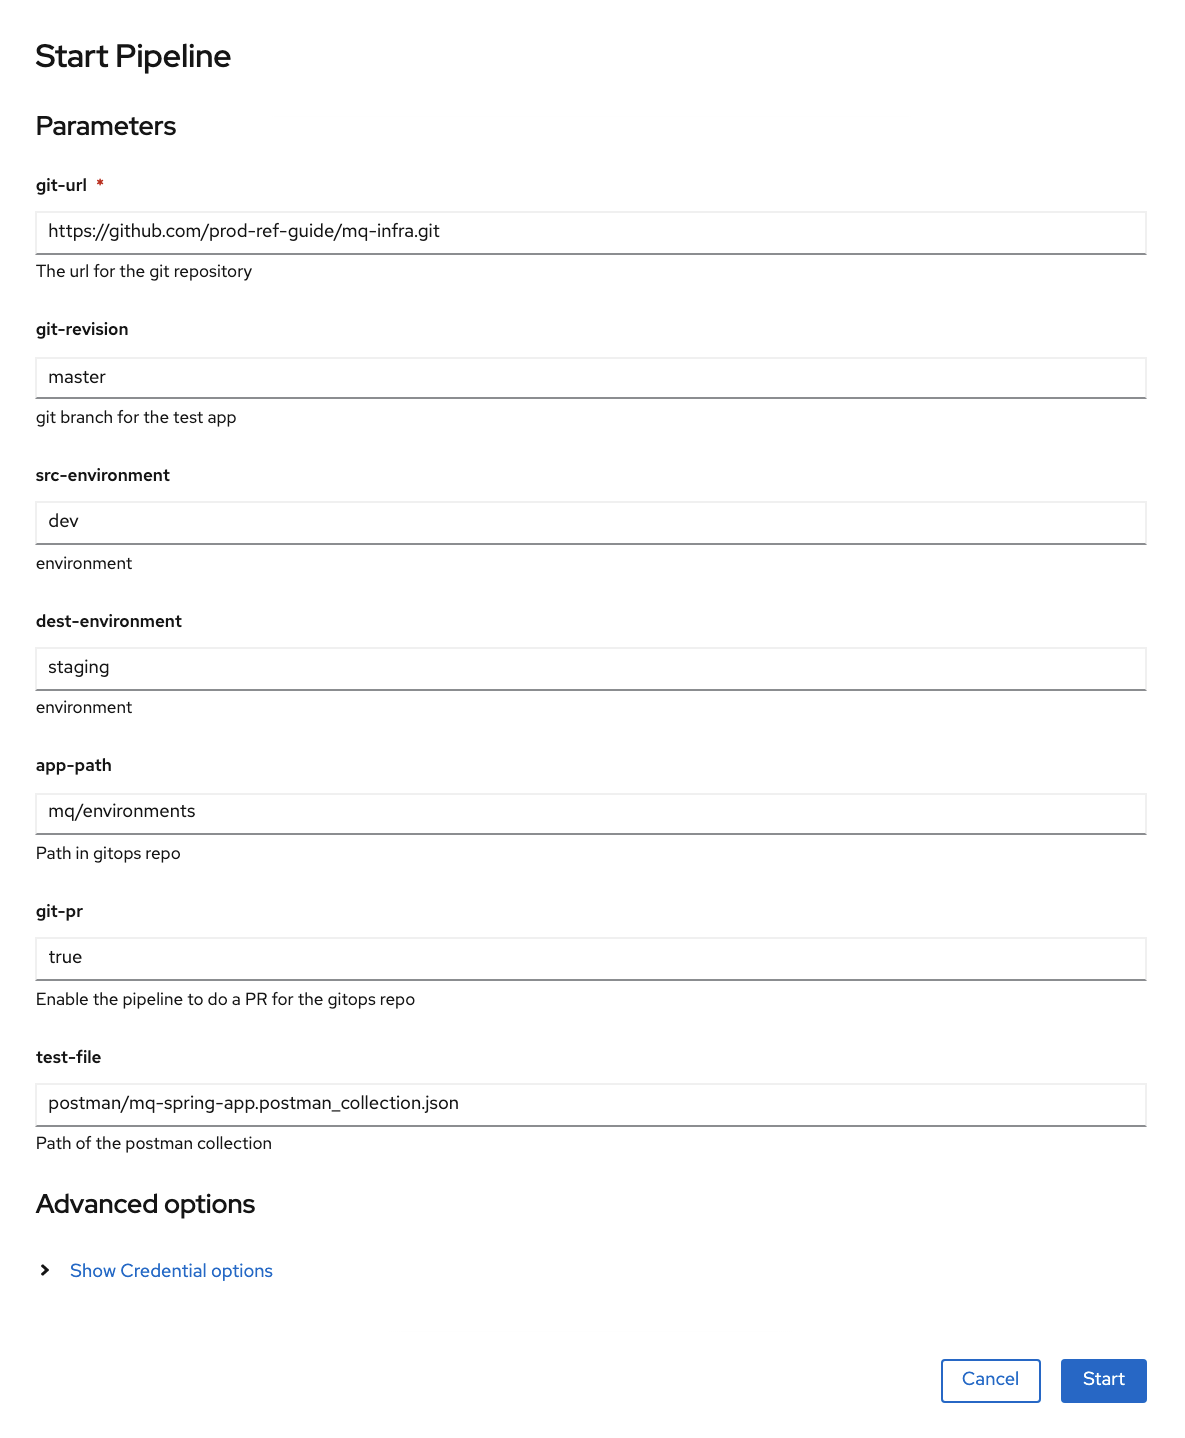 Start Pipeline
Parameters
git-url *
https://github.com/prod-ref-guide/mq-infra.git
The url for the git repository
git-revision
master
git branch for the test app
src-environment
dev
environment
dest-environment
staging
environment
app-path
mq/environments
Path in gitops repo
git-pr
true
Enable the pipeline to do a PR for the gitops repo
test-file
postman/mq-spring-app.postman_collection.json
Path of the postman collection
Advanced options
Show Credential options
Cancel Start